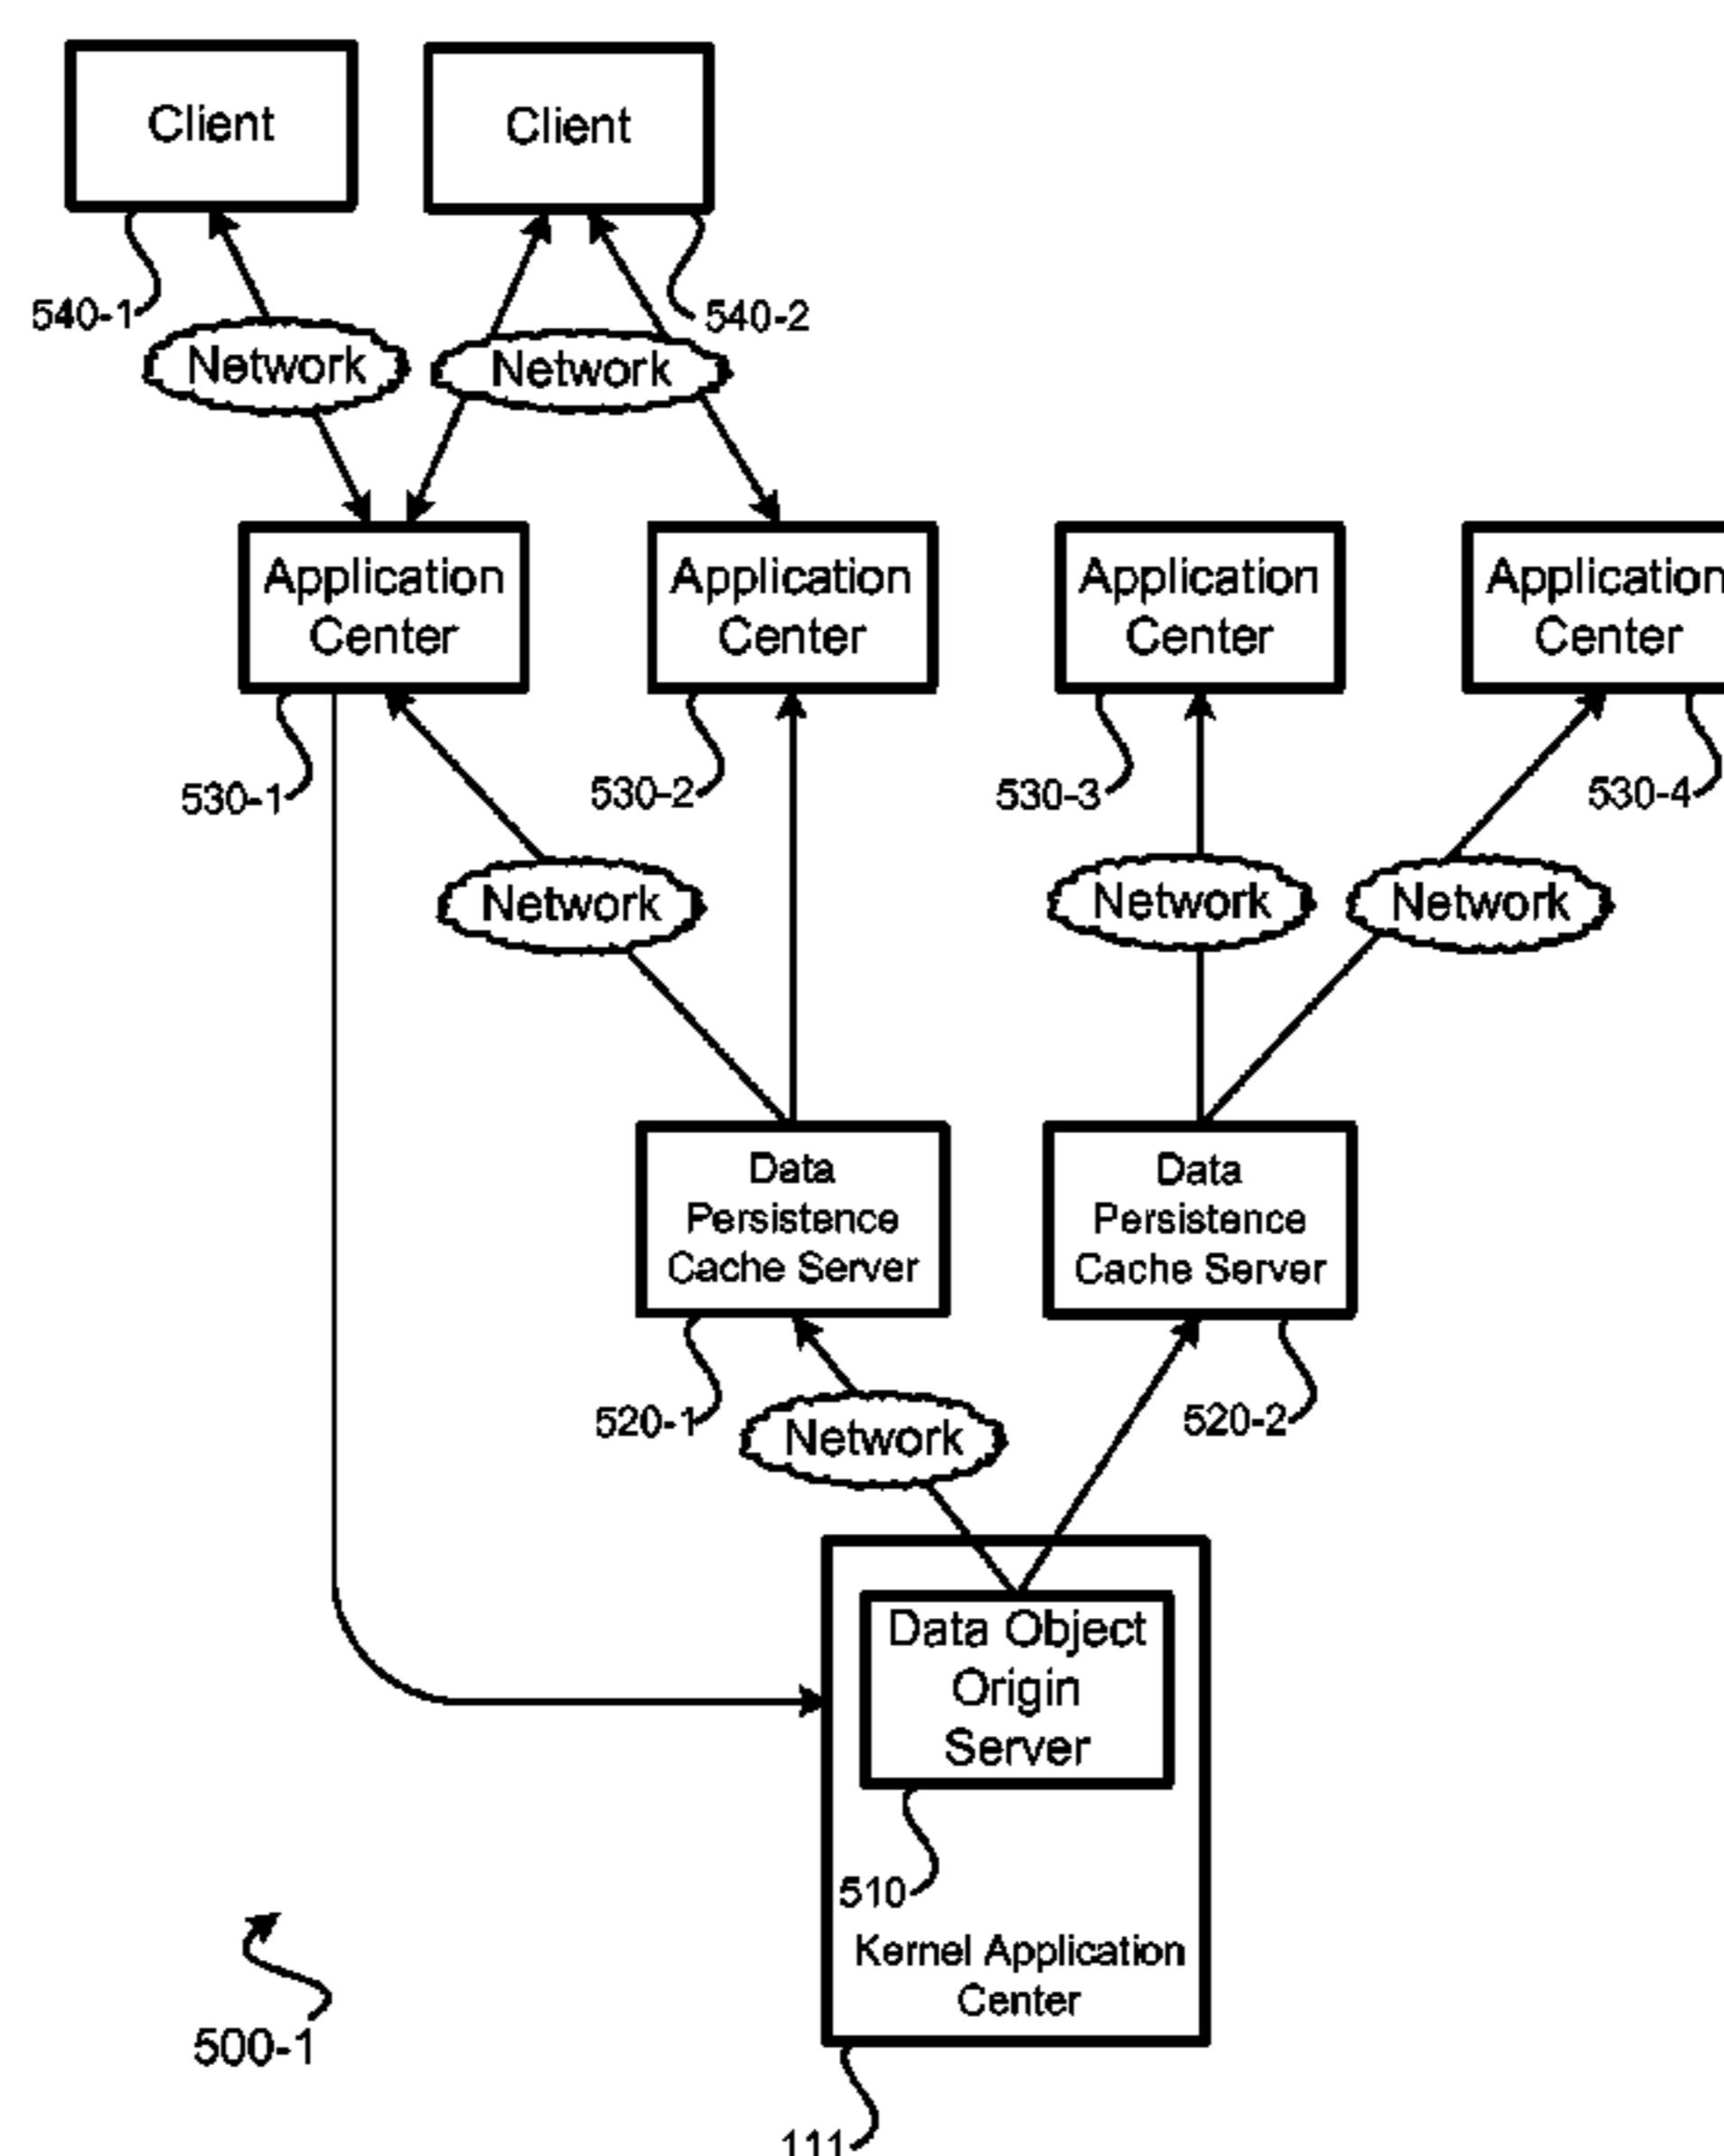 Client
Client
540-1
540-2
Network
Network
Application
Center
Application
Center
Application
Center
Application
Center
530-1
530-2
530-3
530-4
Network
Network
Network
Data
Persistence
Cache Server
Data
Persistence
Cache Server
520-1
520-2
Network
Data Object
Origin
Server
510
Kernel Application
Center
500-1
111